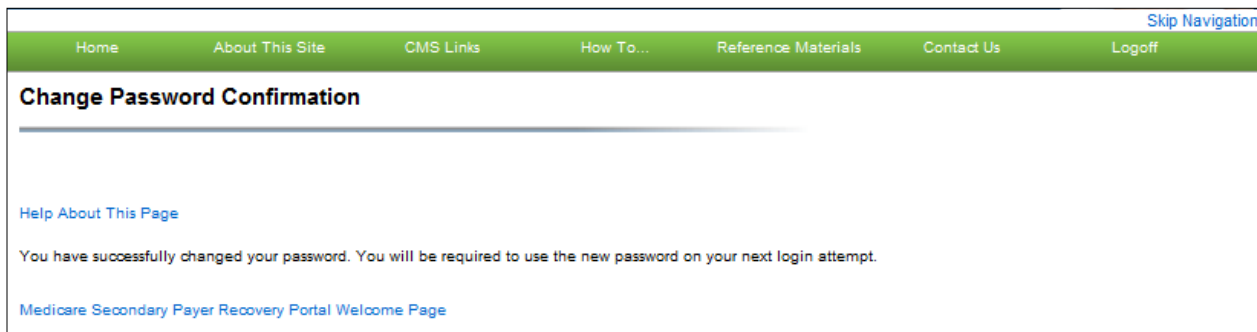 Skip Navigation
Home About This Site CMS Links How To... Reference Materials Contact Us Logoff
Change Password Confirmation
Help About This Page
You have successfully changed your password. You will be required to use the new password on your next login attempt.
Medicare Secondary Payer Recovery Portal Welcome Page